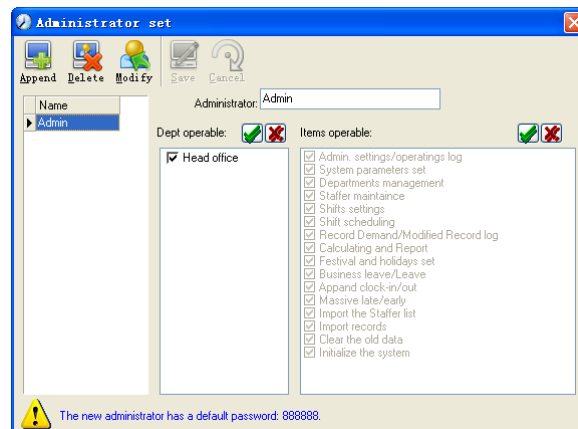 Administrator set
Append Delete Modify Save Cancel
Name
Admin
Administrator: Admin
Dept operable:
Head office
Items operable:
Admin. settings/operatings log
System parameters set
Departments management
Staffer maintaince
Shifts settings
Shift scheduling
Record Demand/Modified Record log
Calculating and Report
Festival and holidays set
Business leave/Leave
Appand clock-in/out
Massive late/early
Import the Staffer list
Import records
Clear the old data
Initialize the system
The new administrator has a default password: 888888.